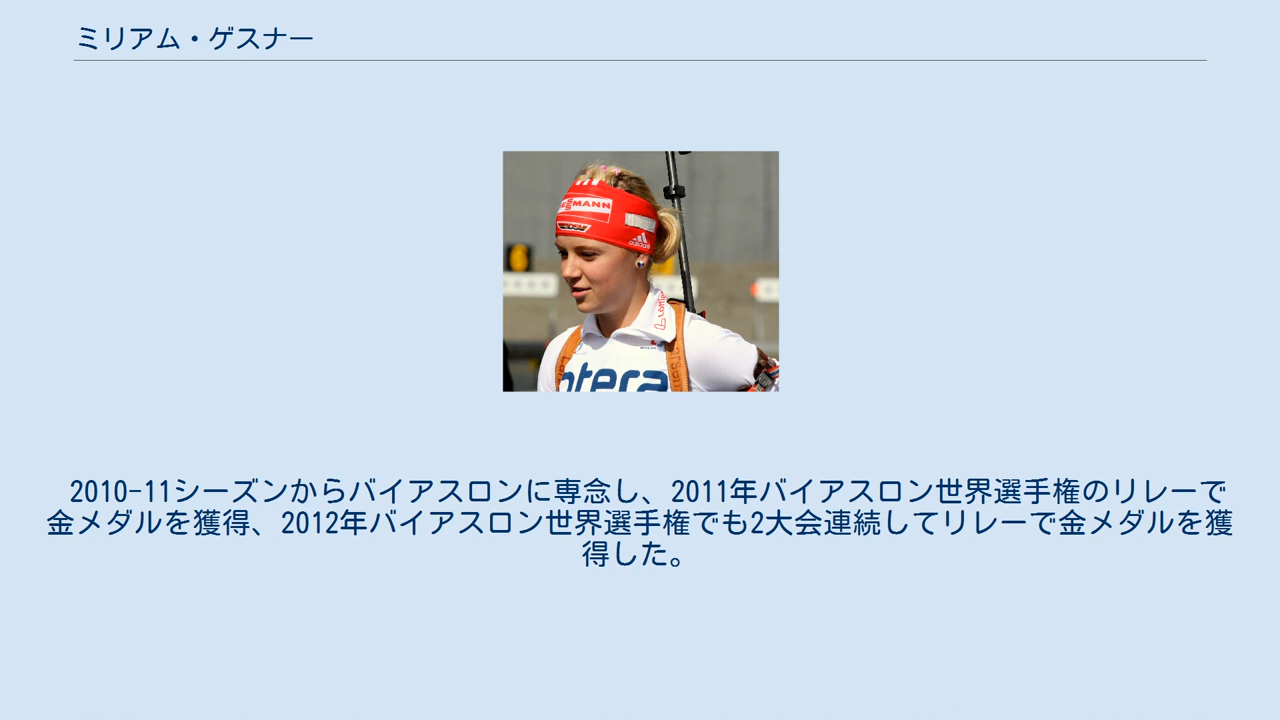 ミリアム・ゲスナー
MANN
adidas
ntera
2010-11シーズンからバイアスロンに専念し、2011年バイアスロン世界選手権のリレーで
金メダルを獲得、2012年バイアスロン世界選手権でも2大会連続してリレーで金メダルを獲
得した。